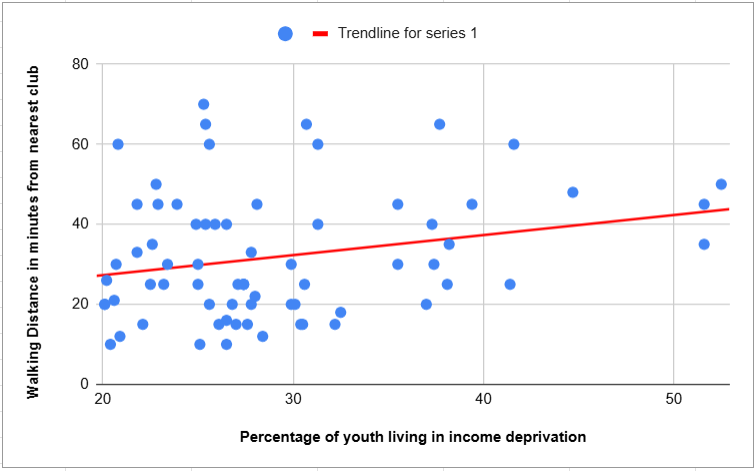 Trendline for series 1
Walking Distance in minutes from nearest club
80
60
40
20
0
20 30 40 50
Percentage of youth living in income deprivation